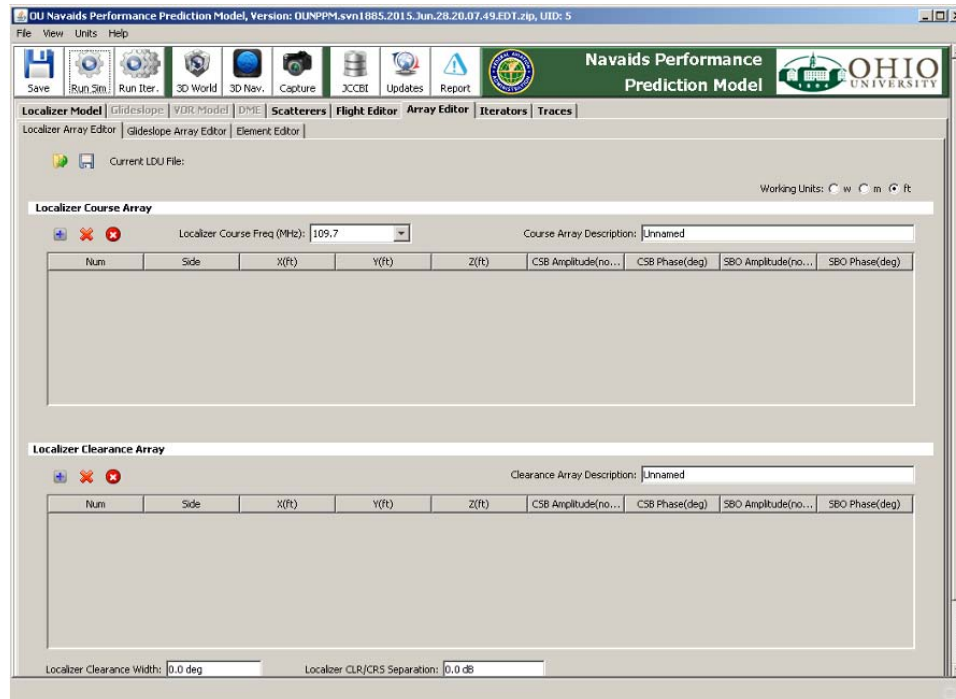 OU Navaids Performance Prediction Model, Version: OUNPPM.svn1885.2015.Jun.28.20.07.49.EDT.zip, UID: 5
File View Units Help
Save Run Sim Run Iter. 3D World 3D Nav. Capture JCCBI Updates Report
Navaids Performance
Prediction Model
OHIO
UNIVERSITY
Localizer Model Glideslope VOR Model DME Scatterers Flight Editor Array Editor Iterators Traces
Localizer Array Editor Glideslope Array Editor Element Editor
Current LDU File:
Working Units: w m ft
Localizer Course Array
Localizer Course Freq (MHz): 109.7 Course Array Description: Unnamed
Num Side X(ft) Y(ft) Z(ft) CSB Amplitude(no... CSB Phase(deg) SBO Amplitude(no... SBO Phase(deg)
Localizer Clearance Array
Clearance Array Description: Unnamed
Num Side X(ft) Y(ft) Z(ft) CSB Amplitude(no... CSB Phase(deg) SBO Amplitude(no... SBO Phase(deg)
Localizer Clearance Width: 0.0 deg Localizer CLR/CRS Separation: 0.0 dB